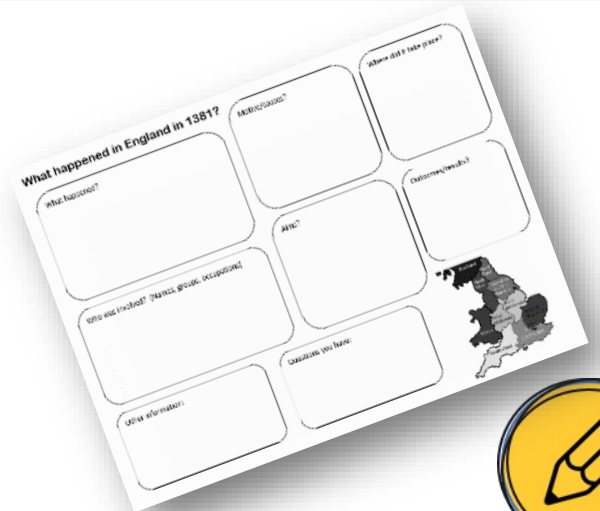 What happened in England in 1381?
What happened?
Who was involved? (Names, groups, occupations)
Other information:
Motive/causes?
Aims?
Questions you have:
Where did it take place?
Outcomes/results?